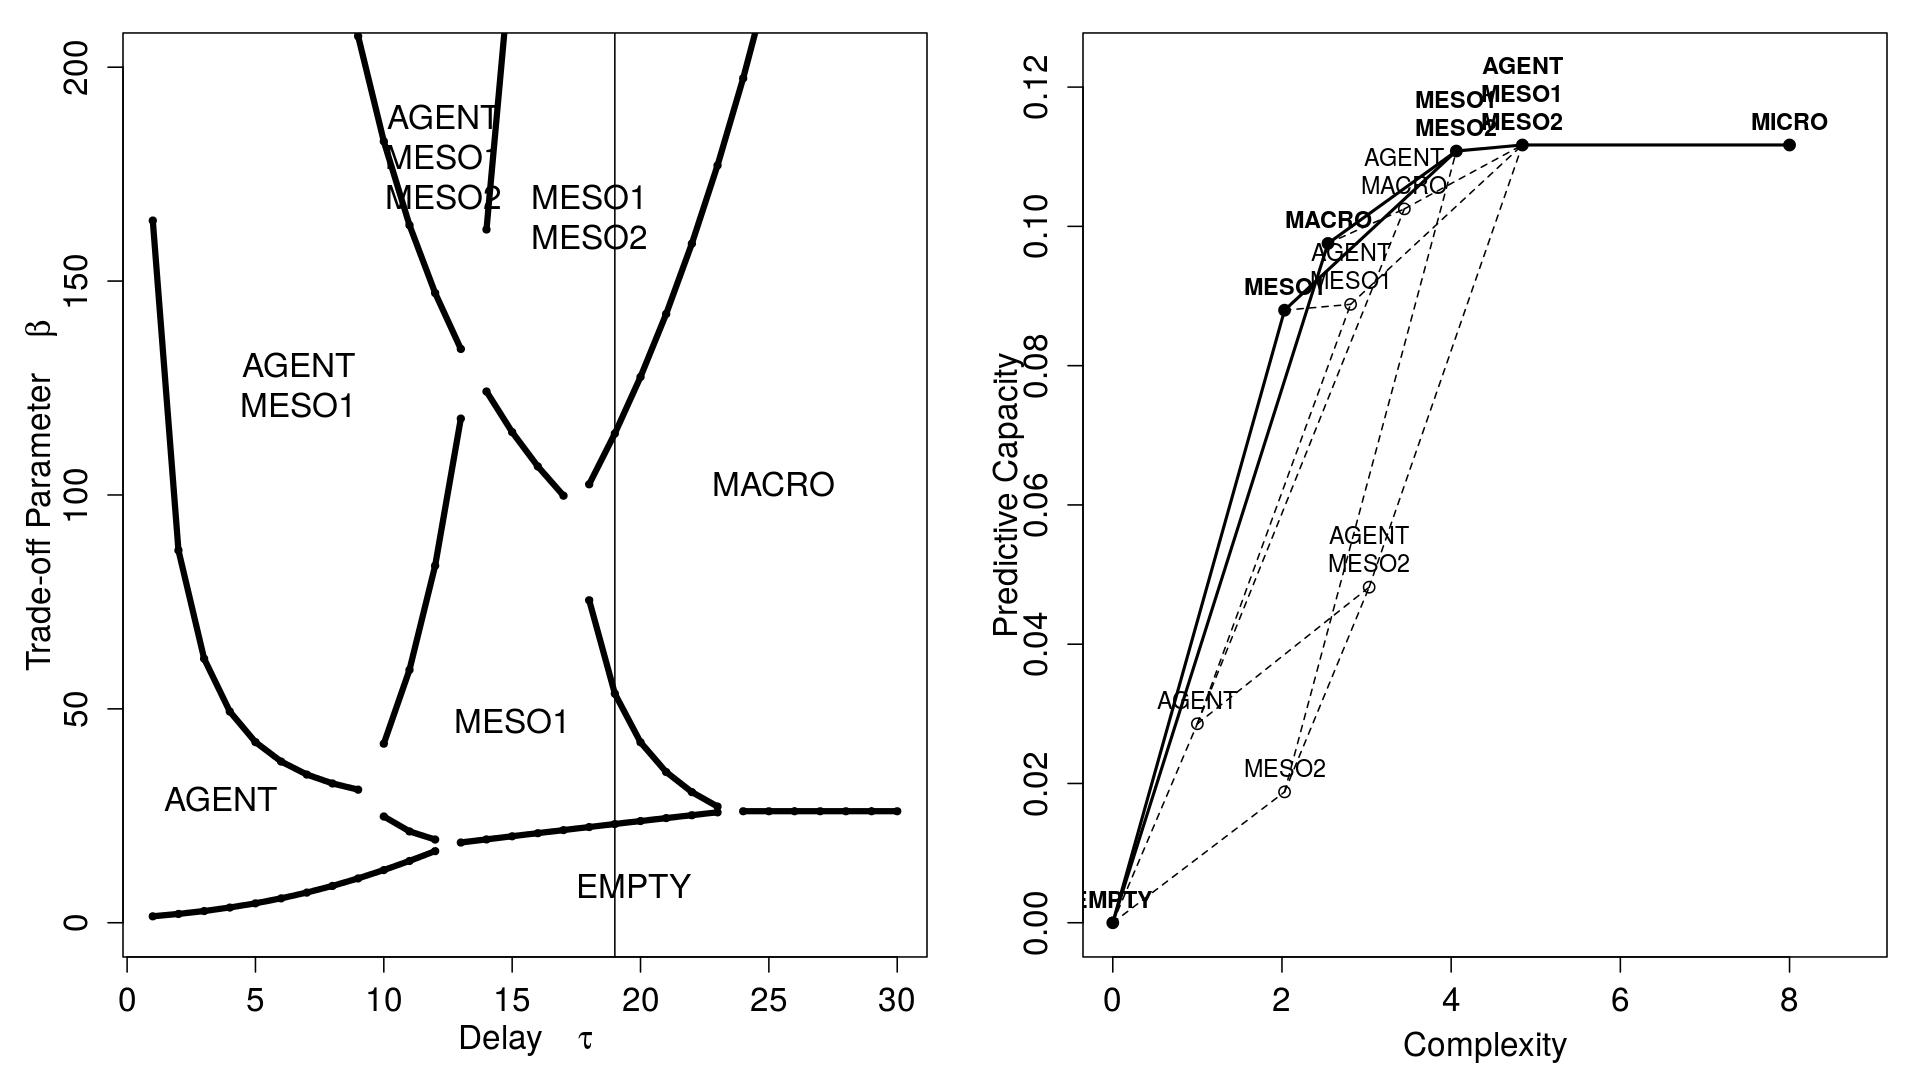 200
150
100
50
0
Trade-off Parameter β
AGENT
MESO1
MESO2
MESO1
MESO2
AGENT
MESO1
MACRO
MESO1
AGENT
EMPTY
0 5 10 15 20 25 30
Delay τ
0.12
0.10
0.08
0.06
0.04
0.02
0.00
Predictive Capacity
AGENT
MESO1
MESO2
MESO1
MESO2
MICRO
AGENT
MACRO
MACRO
AGENT
MESO1
MESO1
AGENT
MESO2
AGENT
MESO2
EMPTY
0 2 4 6 8
Complexity